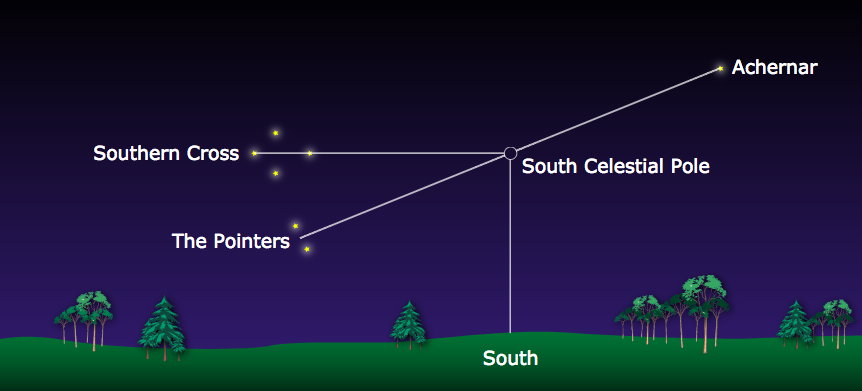 Achernar
Southern Cross
South Celestial Pole
The Pointers
South